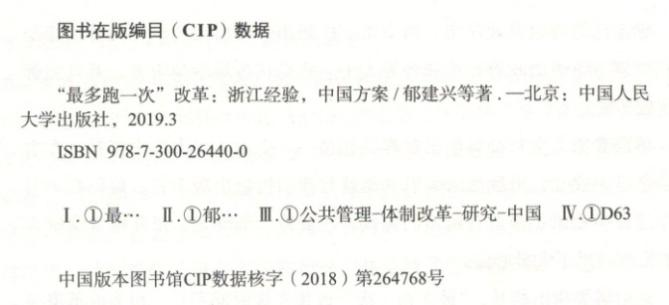 图书在版编目（CIP）数据
“最多跑一次”改革：浙江经验，中国方案/郁建兴等著．—北京：中国人民
大学出版社，2019.3
ISBN 978-7-300-26440-0
Ⅰ.①最… Ⅱ.①郁… Ⅲ.①公共管理-体制改革-研究-中国 Ⅳ.①D63
中国版本图书馆CIP数据核字（2018）第264768号